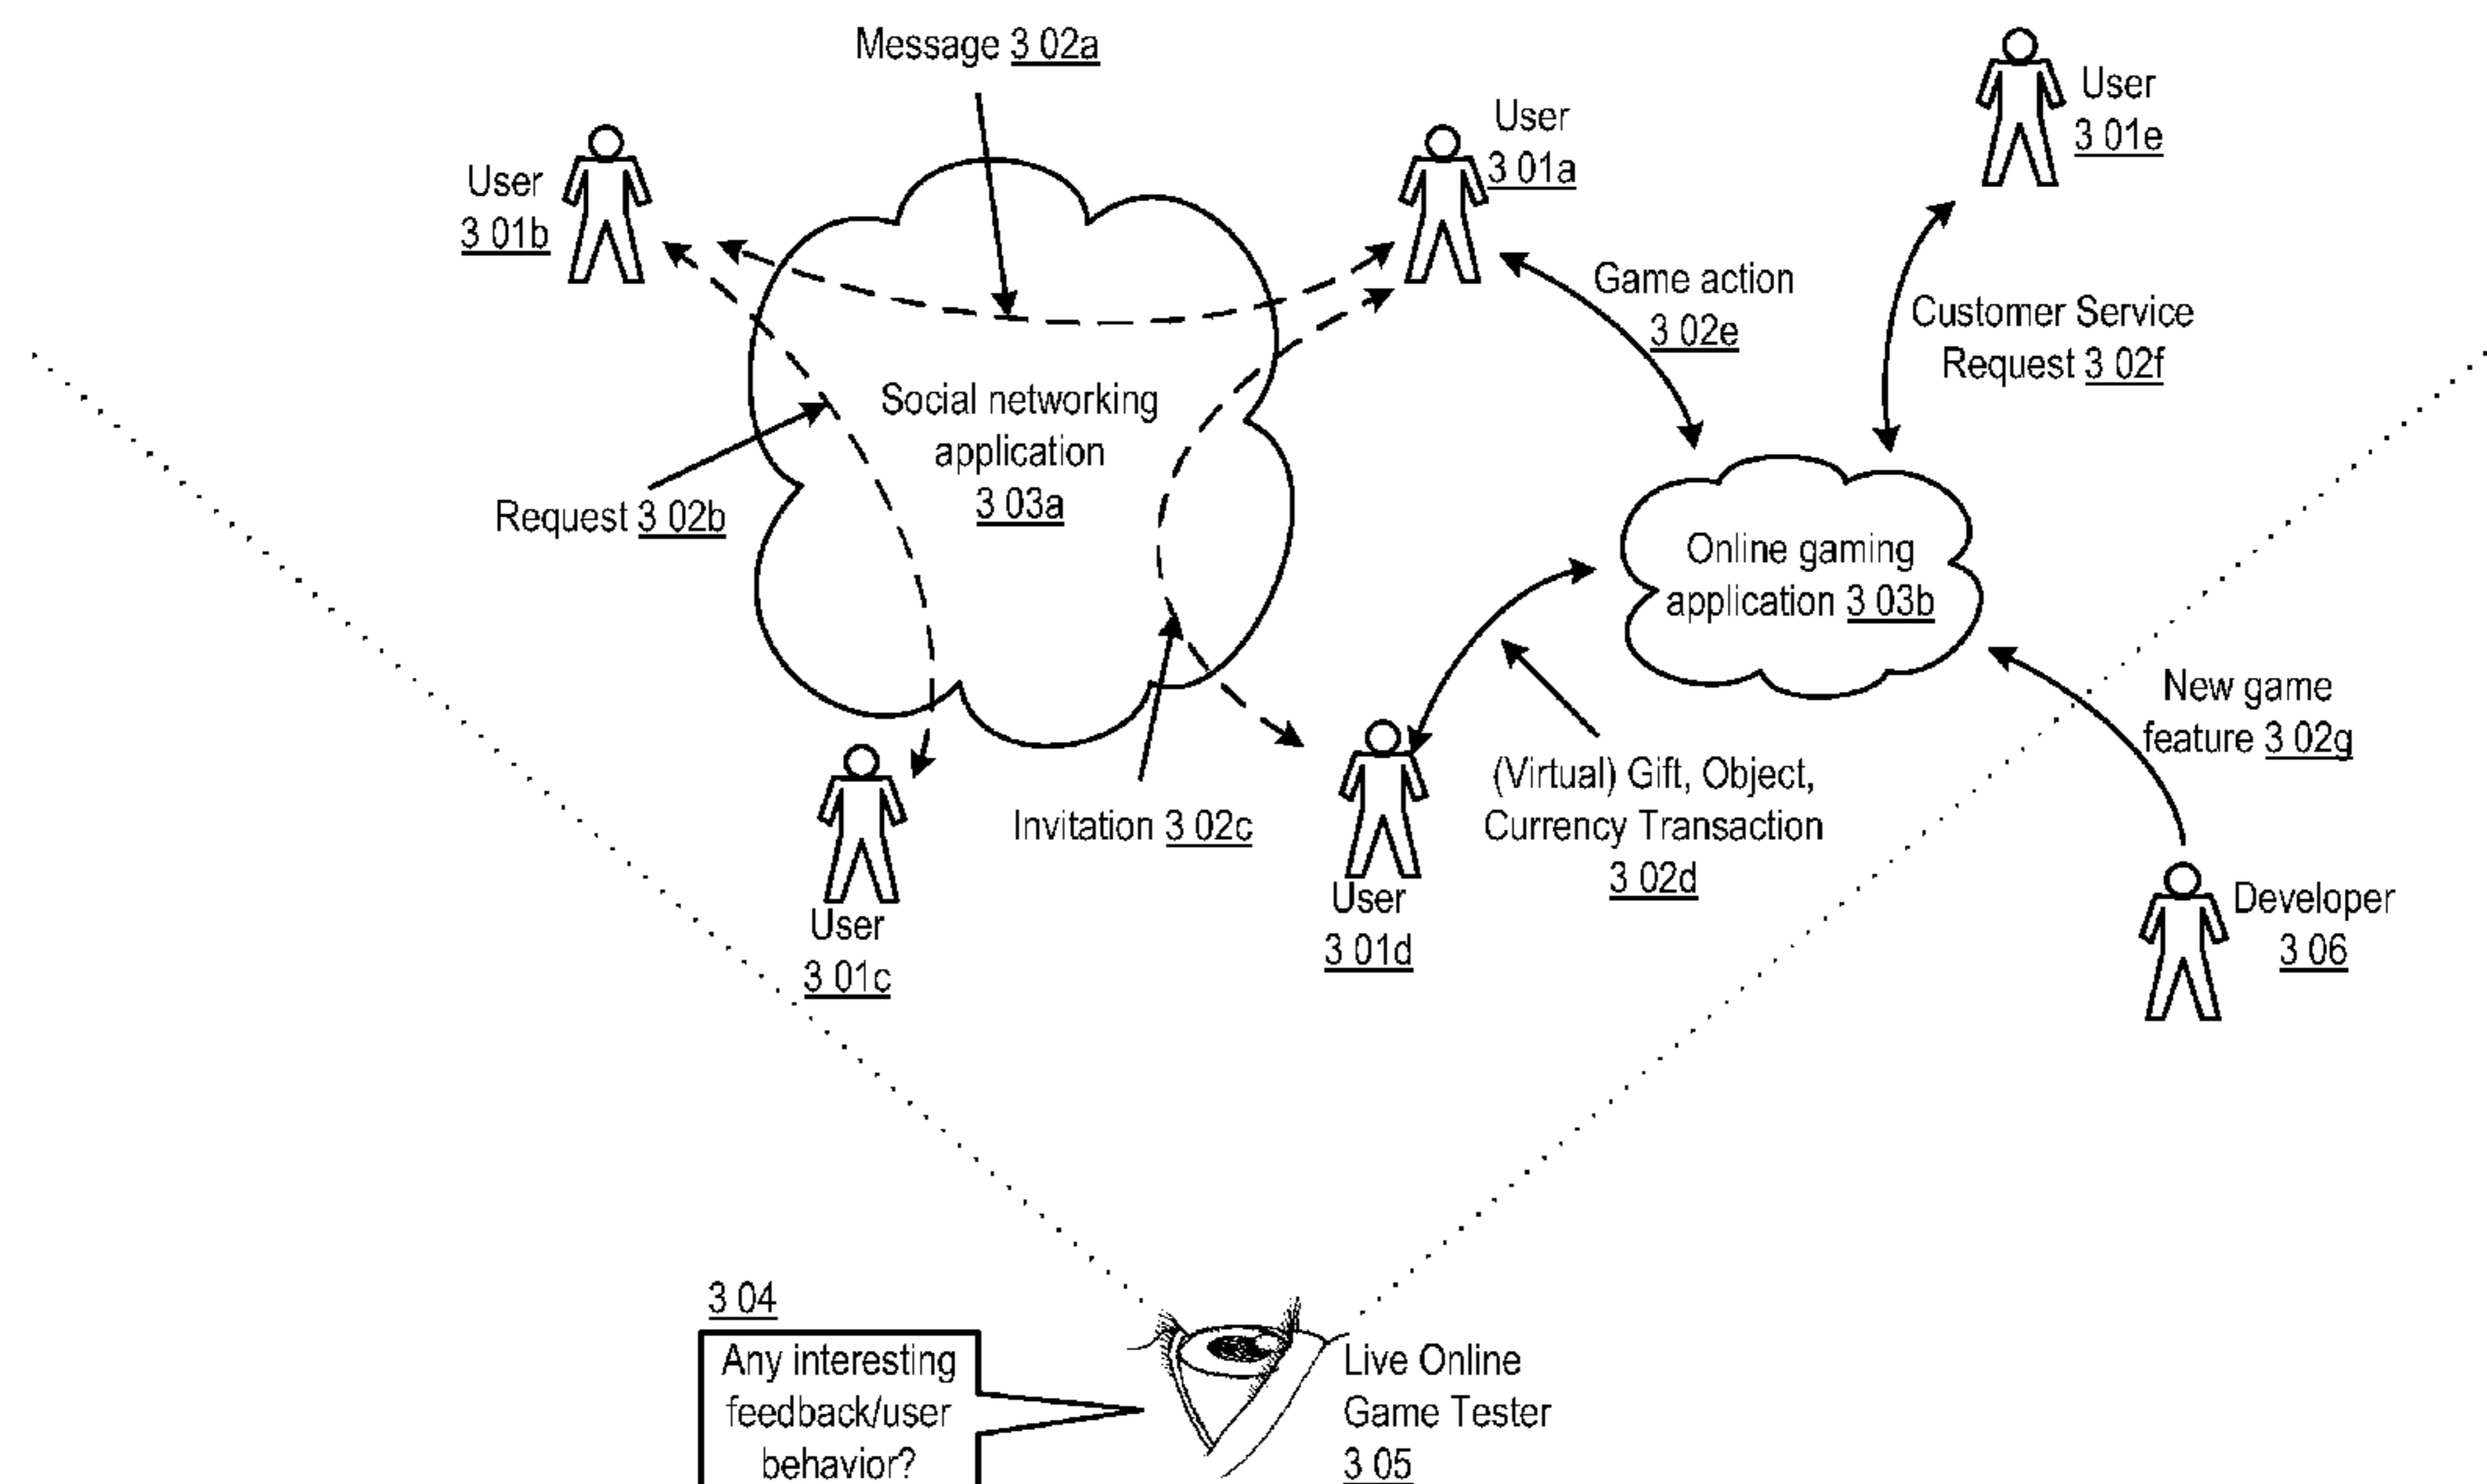 Message 3 02a
User
3 01b
User
3 01a
User
3 01e
Game action
3 02e
Customer Service
Request 3 02f
Social networking
application
3 03a
Request 3 02b
Online gaming
application 3 03b
New game
feature 3 02g
Invitation 3 02c
(Virtual) Gift, Object,
Currency Transaction
3 02d
User
3 01c
User
3 01d
Developer
3 06
3 04
Any interesting
feedback/user
behavior?
Live Online
Game Tester
3 05